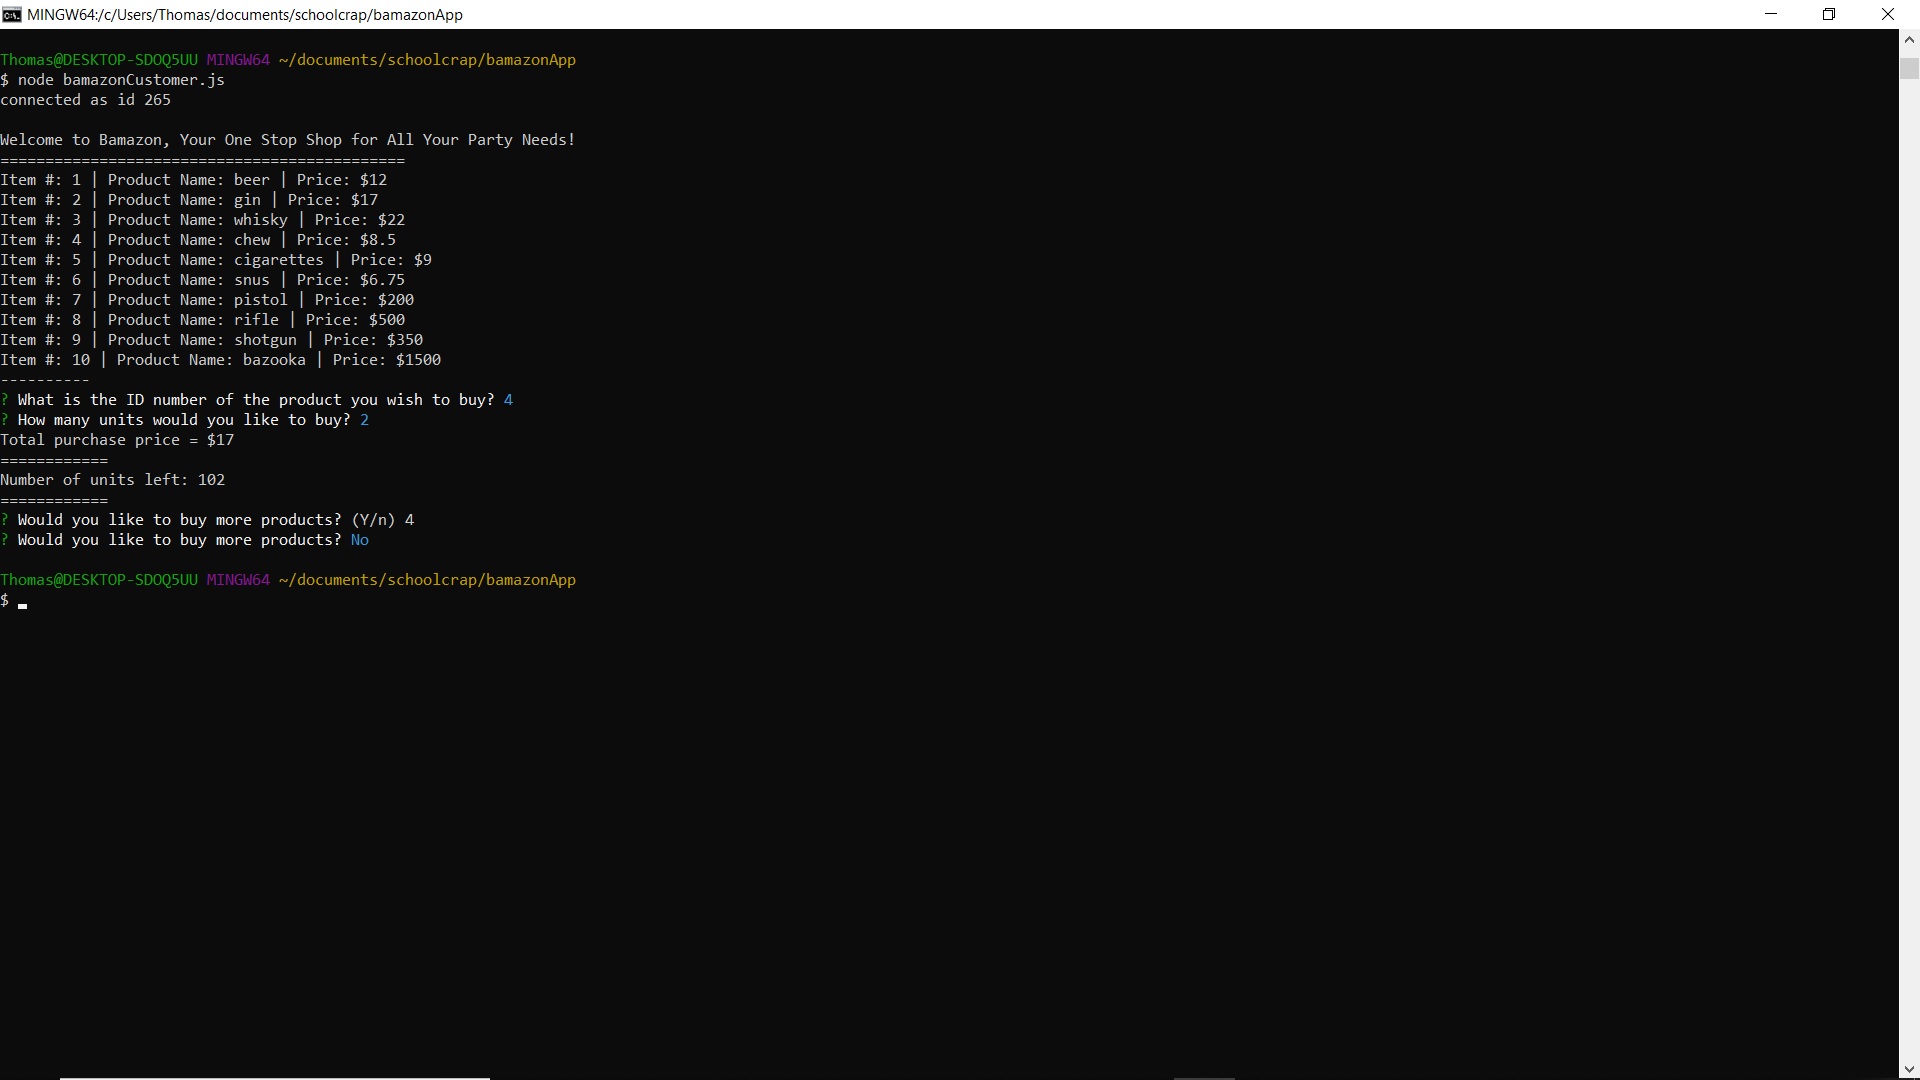 MINGW64:/c/Users/Thomas/documents/schoolcrap/bamazonApp
Thomas@DESKTOP-SDOQ5UU MINGW64 ~/documents/schoolcrap/bamazonApp
$ node bamazonCustomer.js
connected as id 265
Welcome to Bamazon, Your One Stop Shop for All Your Party Needs!
=============================================
Item #: 1 | Product Name: beer | Price: $12
Item #: 2 | Product Name: gin | Price: $17
Item #: 3 | Product Name: whisky | Price: $22
Item #: 4 | Product Name: chew | Price: $8.5
Item #: 5 | Product Name: cigarettes | Price: $9
Item #: 6 | Product Name: snus | Price: $6.75
Item #: 7 | Product Name: pistol | Price: $200
Item #: 8 | Product Name: rifle | Price: $500
Item #: 9 | Product Name: shotgun | Price: $350
Item #: 10 | Product Name: bazooka | Price: $1500
----------
? What is the ID number of the product you wish to buy? 4
? How many units would you like to buy? 2
Total purchase price = $17
============
Number of units left: 102
============
? Would you like to buy more products? (Y/n) 4
? Would you like to buy more products? No
Thomas@DESKTOP-SDOQ5UU MINGW64 ~/documents/schoolcrap/bamazonApp
$